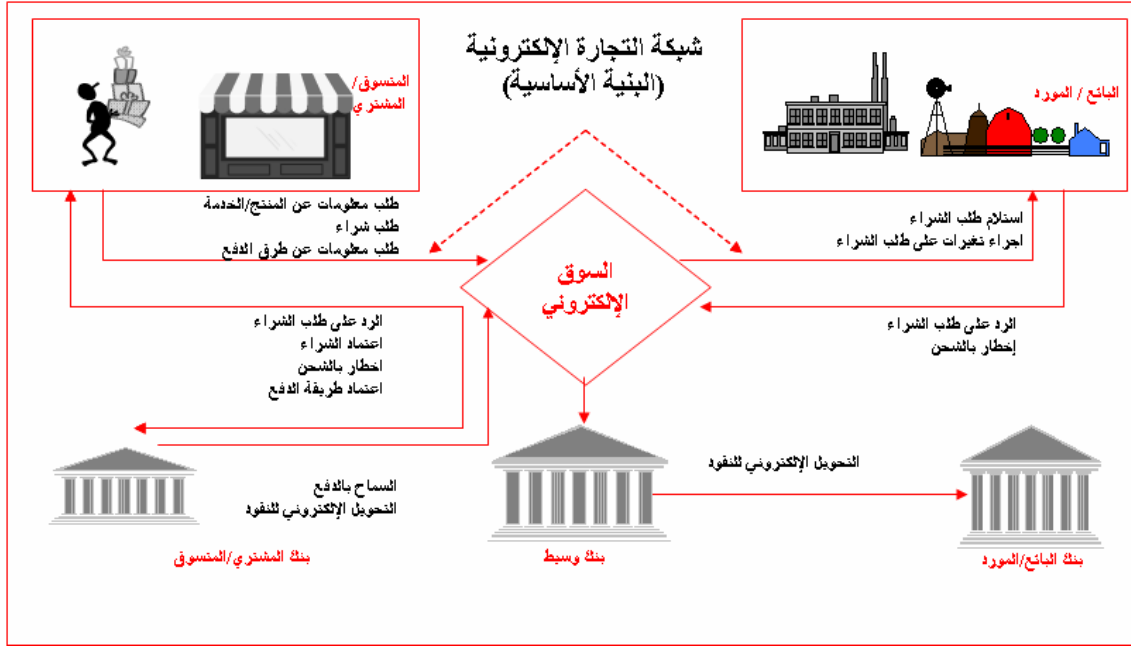 شبكة التجارة الإلكترونية
(البنية الأساسية)
المتسوق/
المشتري
البائع / المورد
طلب معلومات عن المنتج/الخدمة
طلب شراء
طلب معلومات عن طرق الدفع
استلام طلب الشراء
اجراء تغيرات على طلب الشراء
السوق
الإلكتروني
الرد على طلب الشراء
اعتماد الشراء
اخطار بالشحن
اعتماد طريقة الدفع
الرد على طلب الشراء
إخطار بالشحن
السماح بالدفع
التحويل الإلكتروني للنقود
التحويل الإلكتروني للنقود
بنك المشتري/المتسوق
بنك وسيط
بنك البائع/المورد